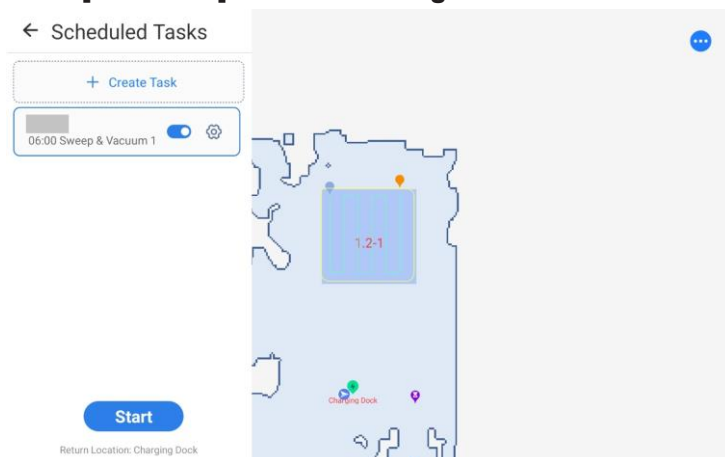 ← Scheduled Tasks
+ Create Task
06:00 Sweep & Vacuum 1
1.2-1
Charging Dock
Start
Return Location: Charging Dock